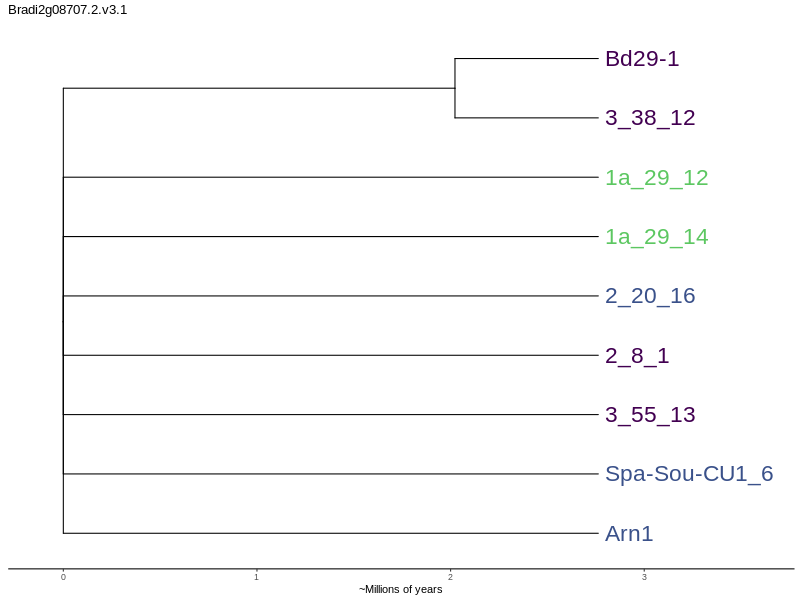 Bradi2g08707.2.v3.1
Bd29-1
3_38_12
1a_29_12
1a_29_14
2_20_16
2_8_1
3_55_13
Spa-Sou-CU1_6
Arn1
0 1 2 3
~Millions of years